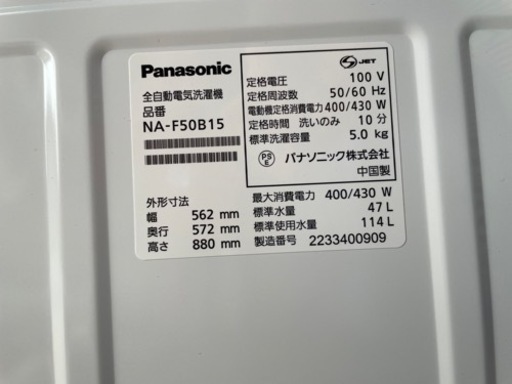 Panasonic
全自動電気洗濯機
品番
NA-F50B15
外形寸法
幅 562 mm
奥行 572 mm
高さ 880 mm
JET
定格電圧 100 V
定格周波数 50/60 Hz
電動機定格消費電力 400/430 W
定格時間 洗いのみ 10 分
標準洗濯容量 5.0 kg
PS E パナソニック株式会社
中国製
最大消費電力 400/430 W
標準水量 47 L
標準使用水量 114 L
製造番号 2233400909